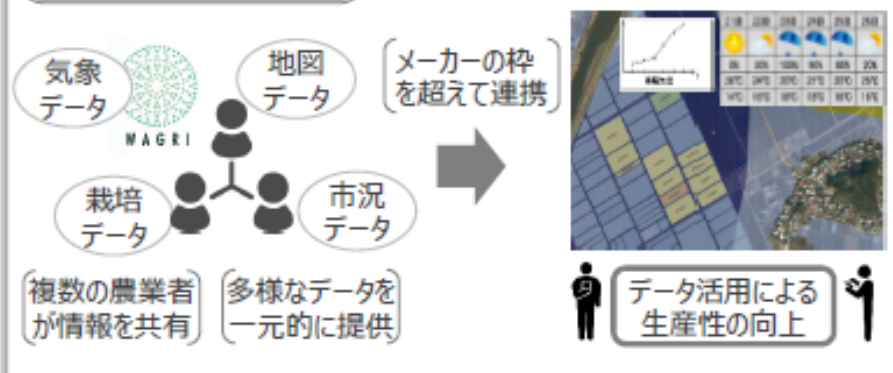 気象
データ
WAGRI
地図
データ
栽培
データ
市況
データ
メーカーの枠
を超えて連携
複数の農業者
が情報を共有
多様なデータを
一元的に提供
データ活用による
生産性の向上